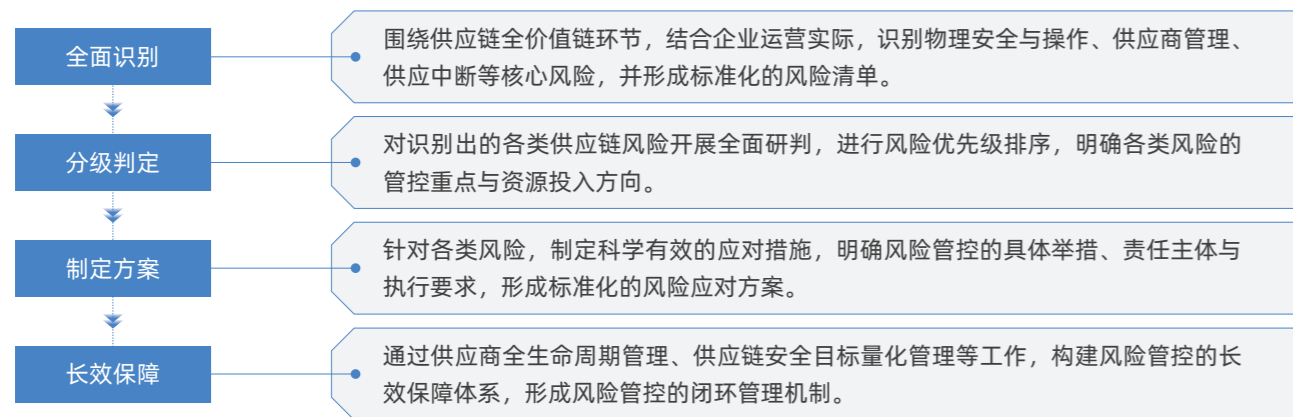 全面识别
围绕供应链全价值链环节，结合企业运营实际，识别物理安全与操作、供应商管理、
供应中断等核心风险，并形成标准化的风险清单。
分级判定
对识别出的各类供应链风险开展全面研判，进行风险优先级排序，明确各类风险的
管控重点与资源投入方向。
制定方案
针对各类风险，制定科学有效的应对措施，明确风险管控的具体举措、责任主体与
执行要求，形成标准化的风险应对方案。
长效保障
通过供应商全生命周期管理、供应链安全目标量化管理等工作，构建风险管控的长
效保障体系，形成风险管控的闭环管理机制。